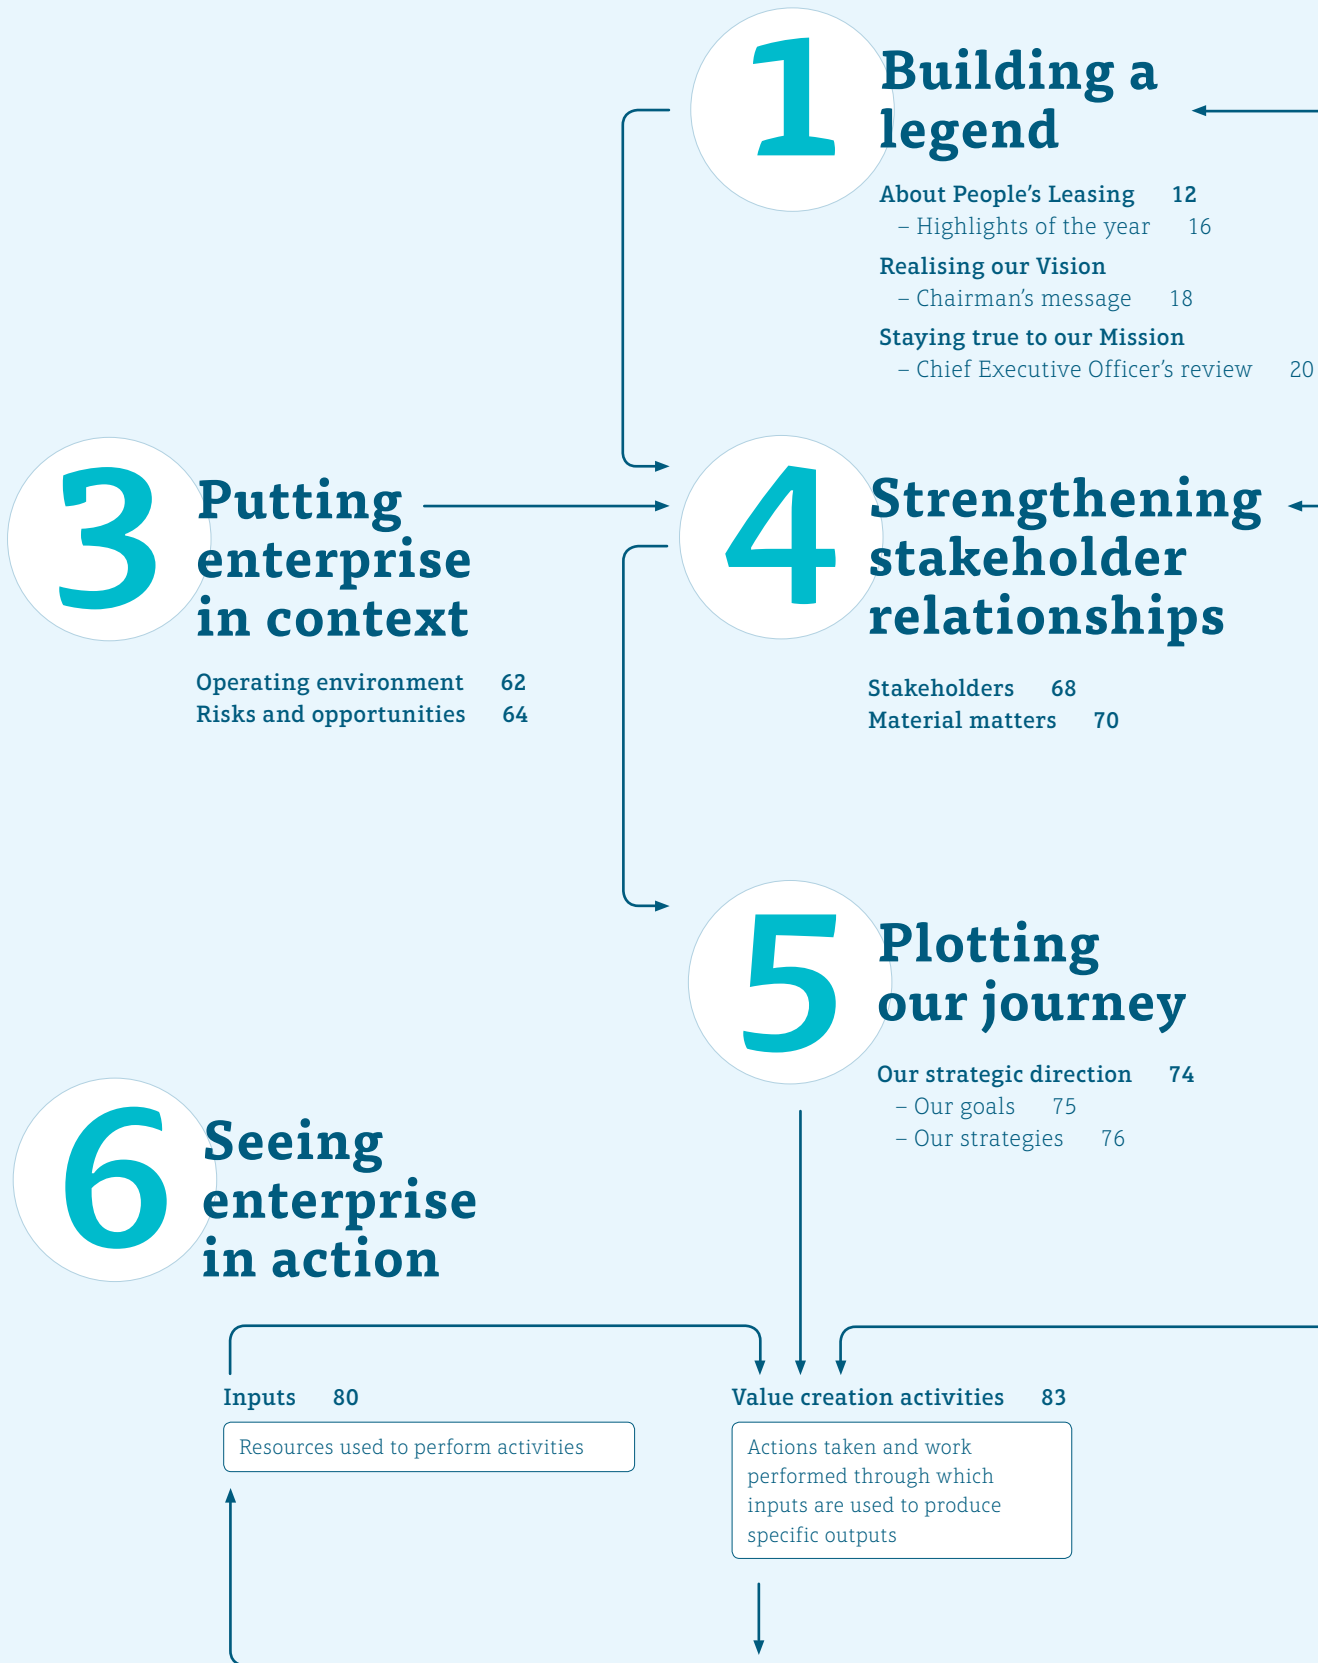 1
Building a
legend
About People’s Leasing 12
– Highlights of the year 16
Realising our Vision
– Chairman’s message 18
Staying true to our Mission
– Chief Executive Officer’s review 20
3
Putting
enterprise
in context
Operating environment 62
Risks and opportunities 64
4
Strengthening
stakeholder
relationships
Stakeholders 68
Material matters 70
5
Plotting
our journey
Our strategic direction 74
– Our goals 75
– Our strategies 76
6
Seeing
enterprise
in action
Inputs 80
Resources used to perform activities
Value creation activities 83
Actions taken and work
performed through which
inputs are used to produce
specific outputs